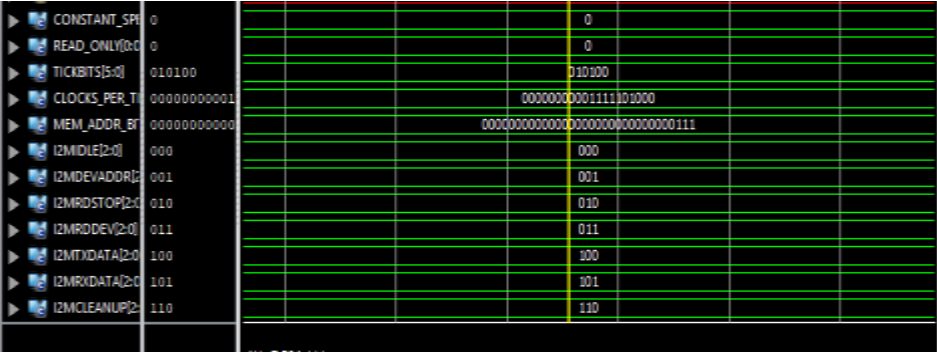 CONSTANT_SPE 0 0
READ_ONLY[0:0 0 0
TICKBITS[5:0] 010100 010100
CLOCKS_PER_TI 00000000001 00000000001111101000
MEM_ADDR_BIT 00000000000 00000000000000000000000000000111
I2MIDLE[2:0] 000 000
I2MDEVADDR[2 001 001
I2MRDSTOP[2:0 010 010
I2MRDDEV[2:0] 011 011
I2MTXDATA[2:0 100 100
I2MRXDATA[2:0 101 101
I2MCLEANUP[2: 110 110